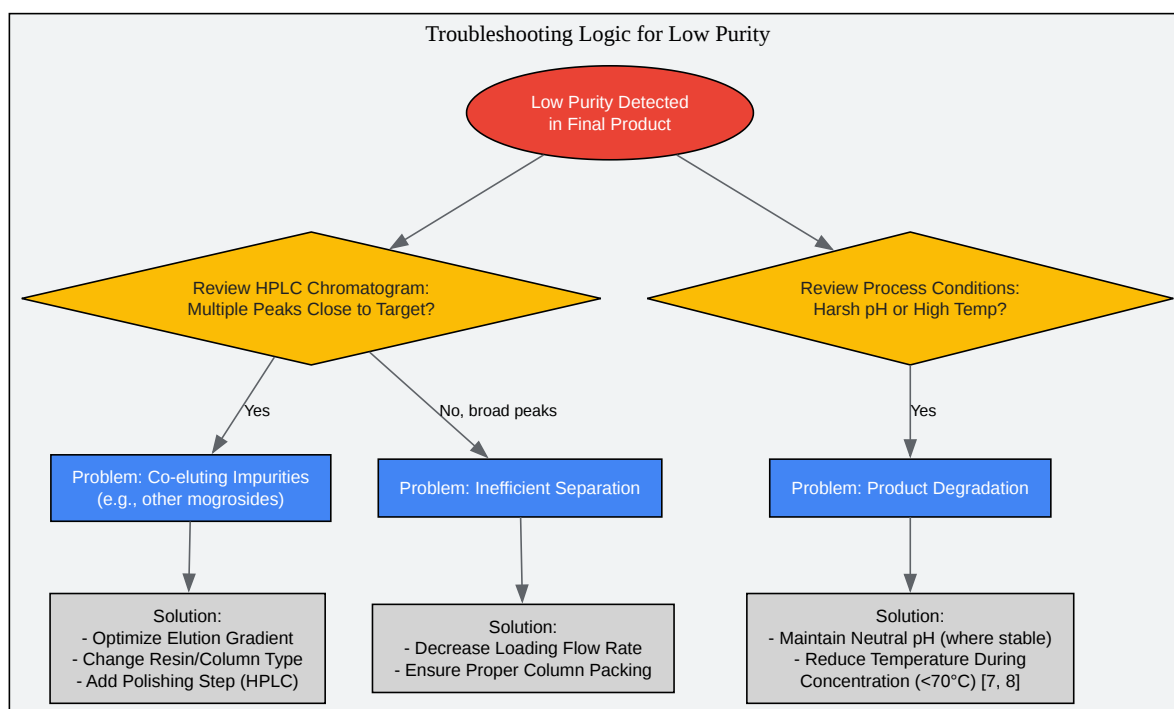 Troubleshooting Logic for Low Purity
Low Purity Detected
in Final Product
Review HPLC Chromatogram:
Multiple Peaks Close to Target?
Review Process Conditions:
Harsh pH or High Temp?
Yes
No, broad peaks
Yes
Problem: Co-eluting Impurities
(e.g., other mogrosides)
Problem: Inefficient Separation
Problem: Product Degradation
Solution:
- Optimize Elution Gradient
- Change Resin/Column Type
- Add Polishing Step (HPLC)
Solution:
- Decrease Loading Flow Rate
- Ensure Proper Column Packing
Solution:
- Maintain Neutral pH (where stable)
- Reduce Temperature During
Concentration (<70°C) [7, 8]